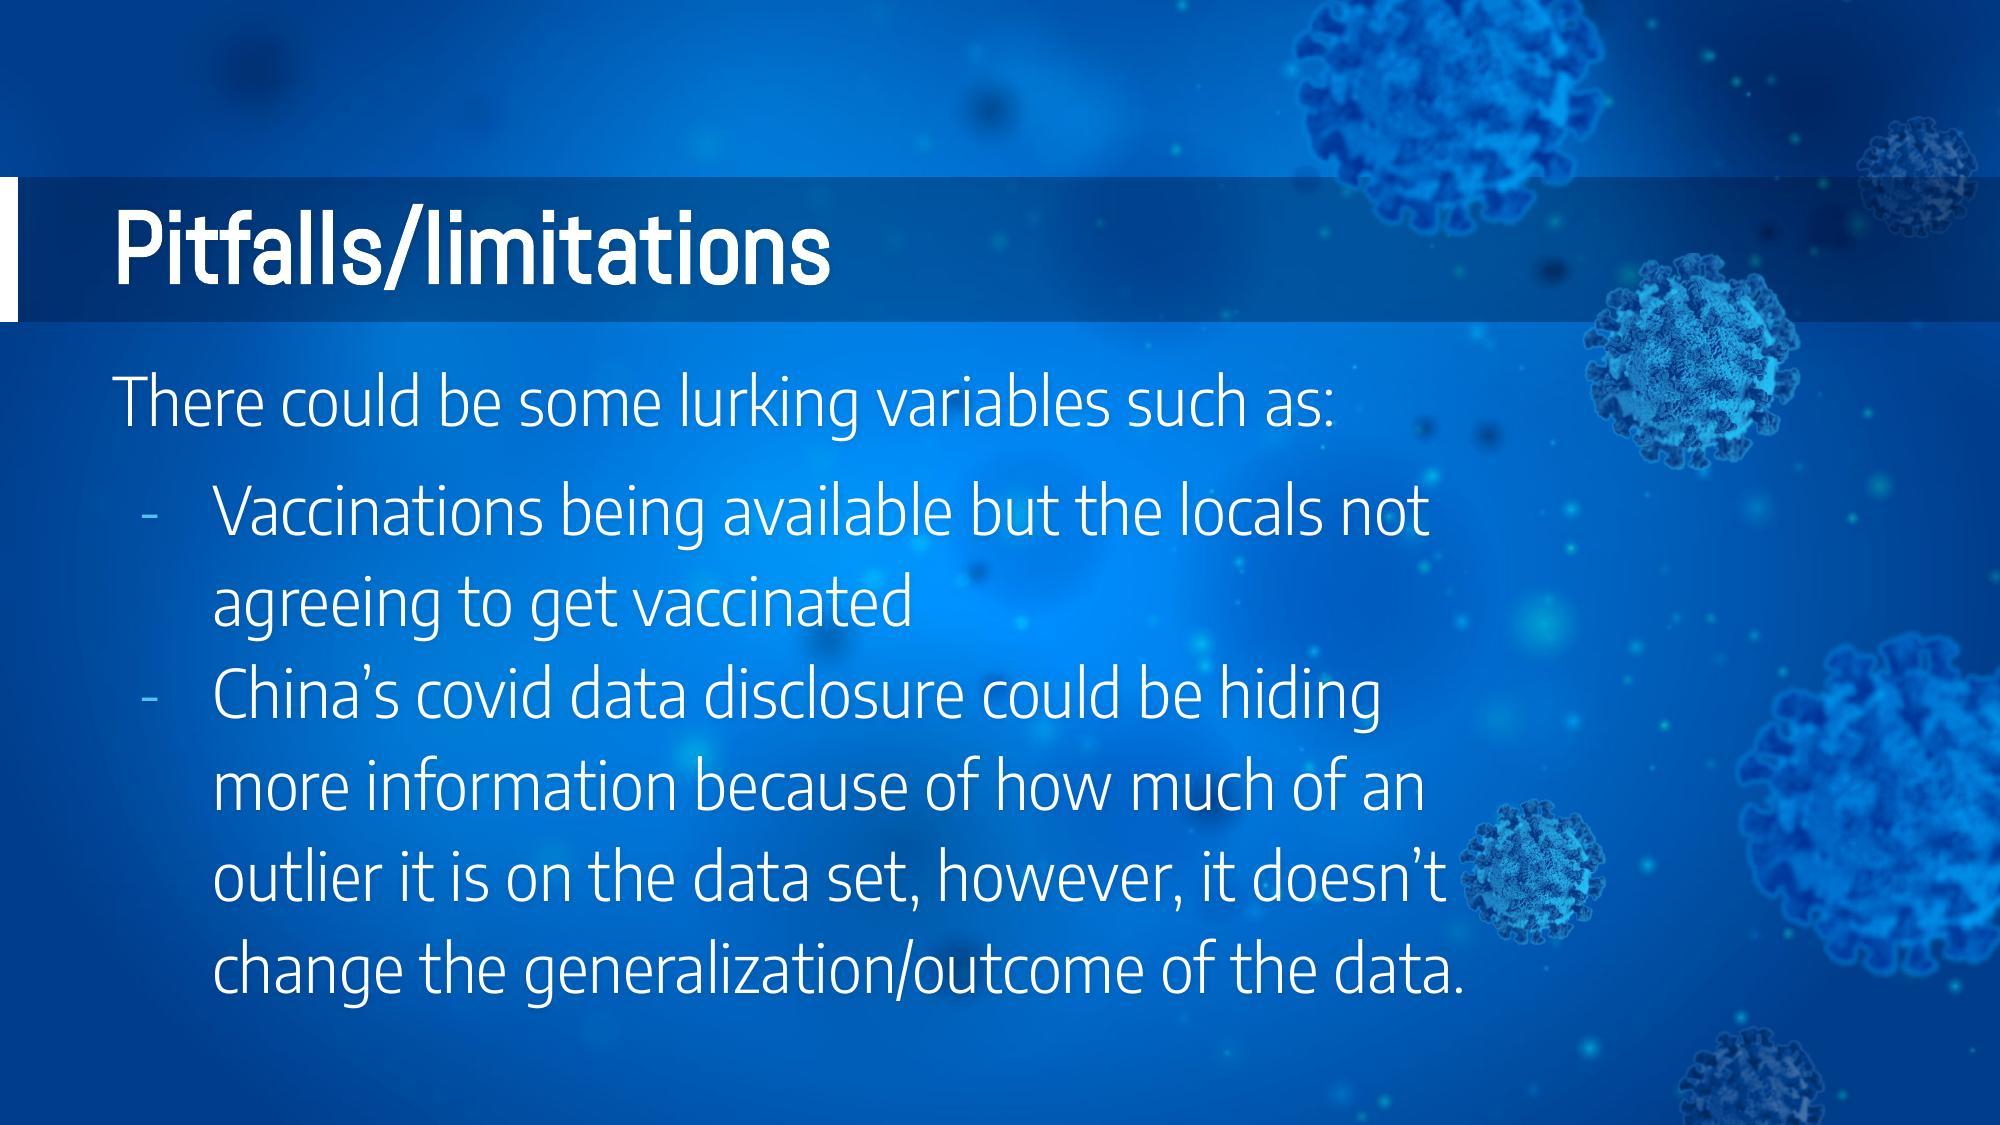 Pitfalls/limitations
There could be some lurking variables such as:
- Vaccinations being available but the locals not
agreeing to get vaccinated
- China’s covid data disclosure could be hiding
more information because of how much of an
outlier it is on the data set, however, it doesn’t
change the generalization/outcome of the data.